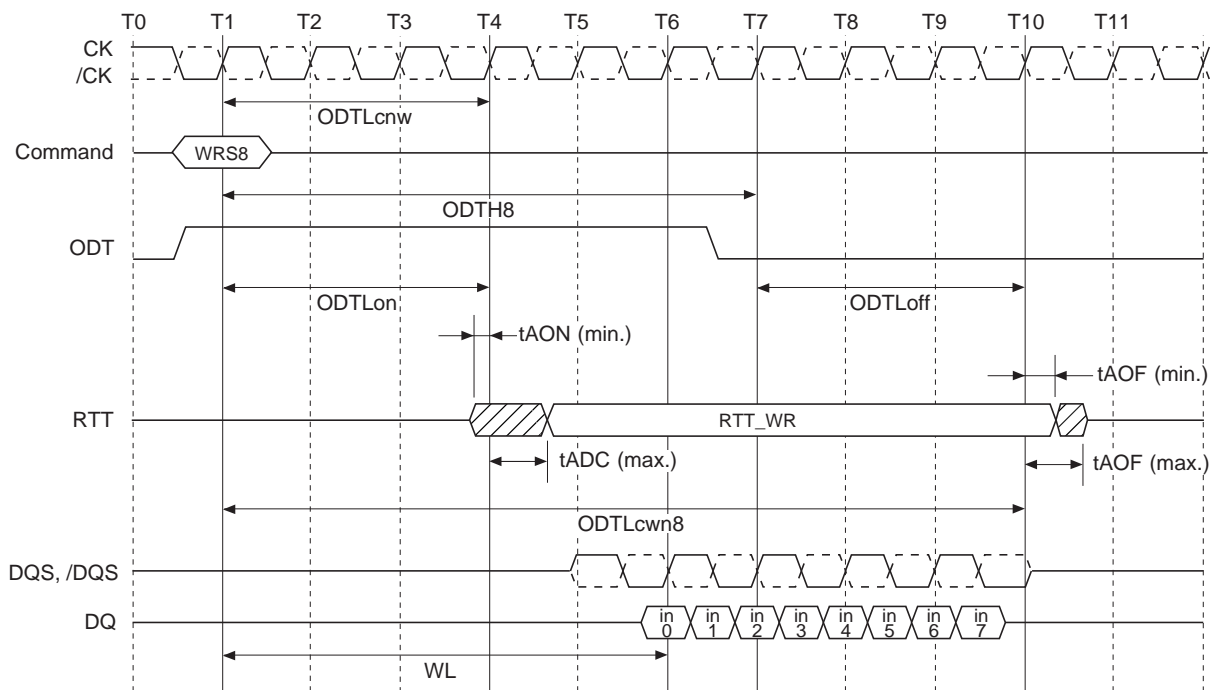 T0 T1 T2 T3 T4 T5 T6 T7 T8 T9 T10 T11
CK
/CK
ODTLcnw
Command
WRS8
ODTH8
ODT
ODTLon
ODTLoff
tAON (min.)
tAOF (min.)
RTT
RTT_WR
tADC (max.)
tAOF (max.)
ODTLcwn8
DQS, /DQS
DQ
in in in in in in in in
0 1 2 3 4 5 6 7
WL